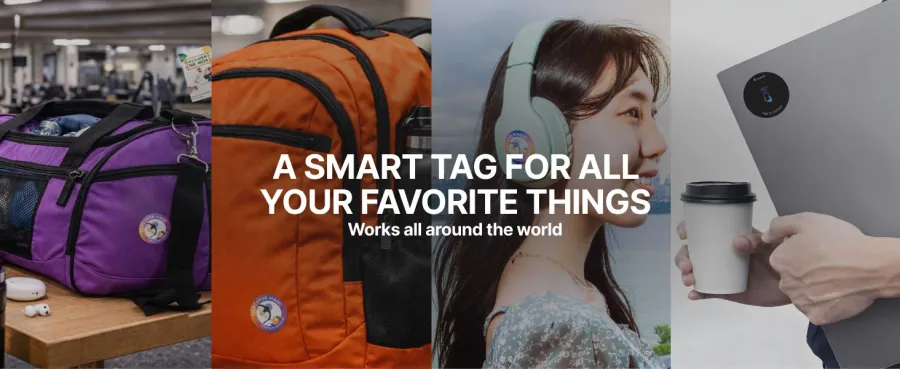 A SMART TAG FOR ALL
YOUR FAVORITE THINGS
Works all around the world